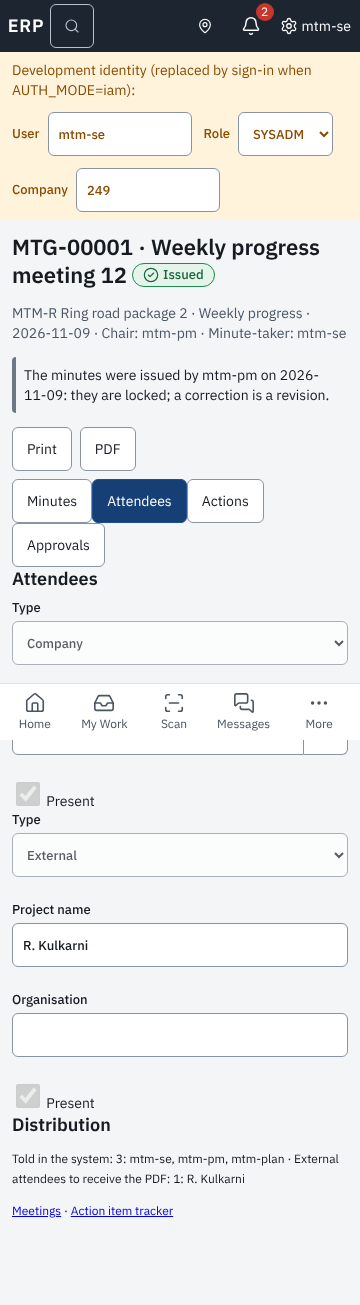 ERP
2
mtm-se
Development identity (replaced by sign-in when
AUTH_MODE=iam):
User mtm-se Role SYSADM
Company 249
MTG-00001 · Weekly progress
meeting 12 Issued
MTM-R Ring road package 2 · Weekly progress ·
2026-11-09 · Chair: mtm-pm · Minute-taker: mtm-se
The minutes were issued by mtm-pm on 2026-
11-09: they are locked; a correction is a revision.
Print PDF
Minutes Attendees Actions
Approvals
Attendees
Type
Company
Home My Work Scan Messages More
Present
Type
External
Project name
R. Kulkarni
Organisation
Present
Distribution
Told in the system: 3: mtm-se, mtm-pm, mtm-plan · External
attendees to receive the PDF: 1: R. Kulkarni
Meetings · Action item tracker